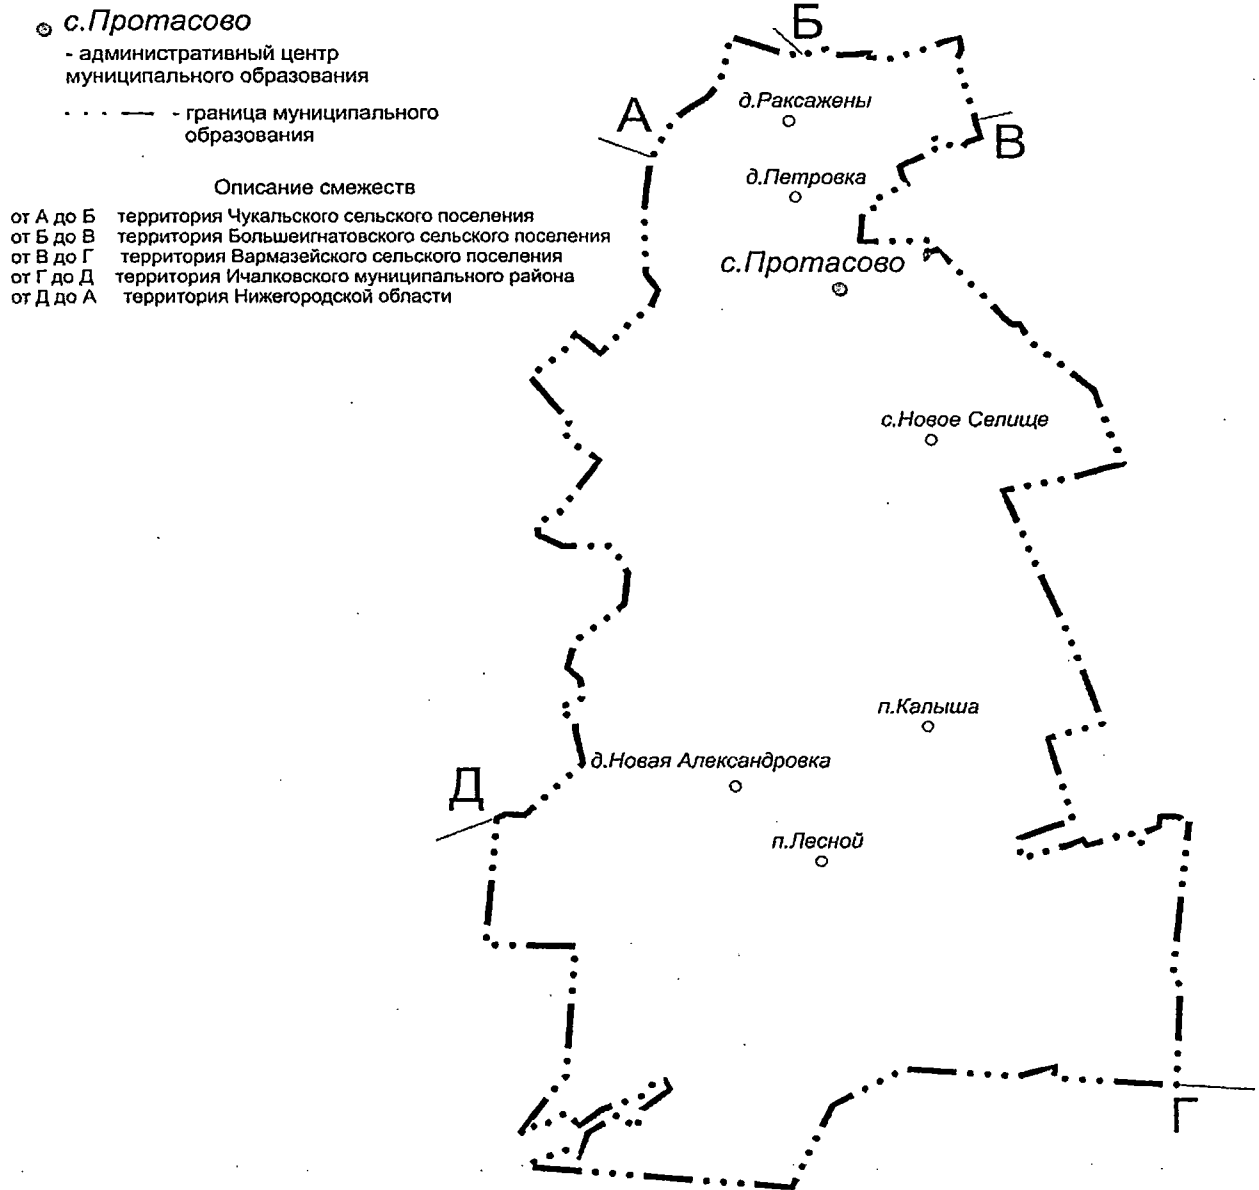 с.Протасово
- административный центр
муниципального образования
- граница муниципального
образования
Описание смежеств
от А до Б территория Чукальского сельского поселения
от Б до В территория Большеигнатовского сельского поселения
от В до Г территория Вармазейского сельского поселения
от Г до Д территория Ичалковского муниципального района
от Д до А территория Нижегородской области
Б
А
В
д.Раксажены
д.Петровка
с.Протасово
с.Новое Селище
п.Калыша
д.Новая Александровка
Д
п.Лесной
Г